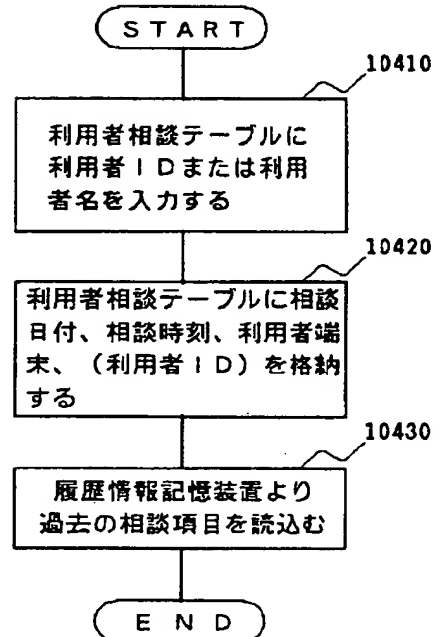 START
10410
利用者相談テーブルに
利用者IDまたは利用
者名を入力する
10420
利用者相談テーブルに相談
日付、相談時刻、利用者端
末、(利用者ID)を格納
する
10430
履歴情報記憶装置より
過去の相談項目を読込む
END